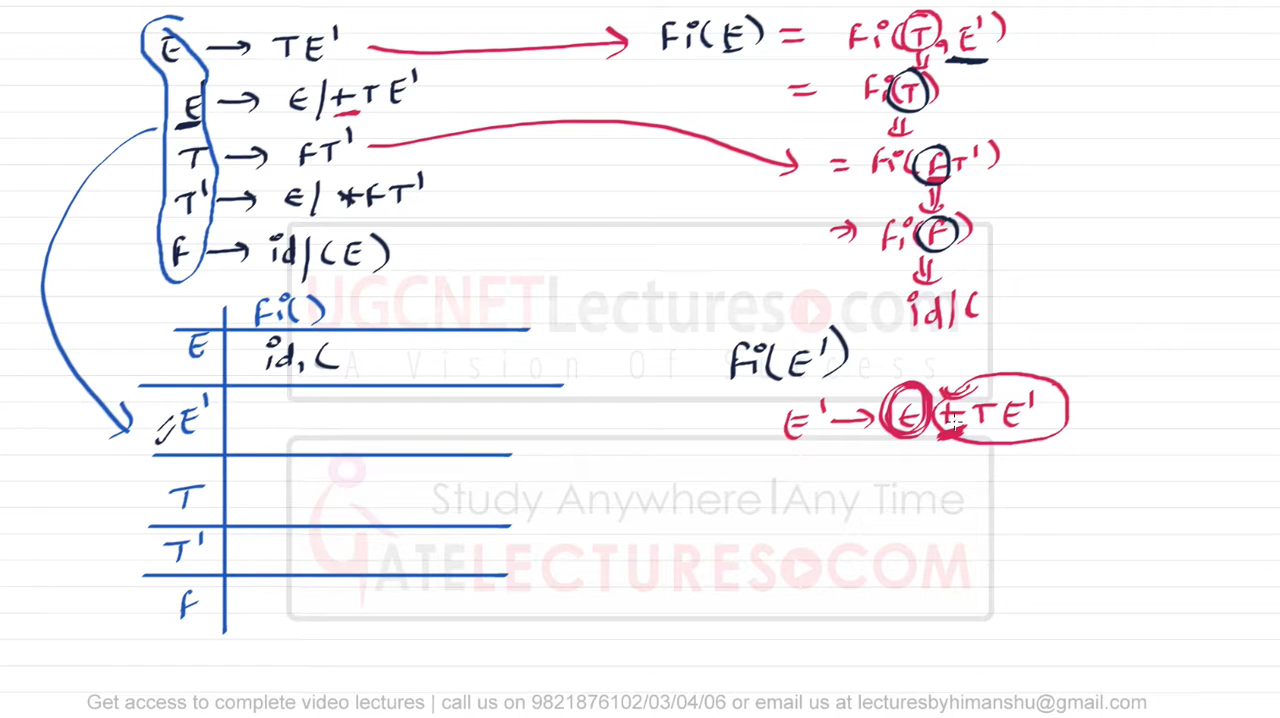 E → TE'
E → ϵ/+TE'
T → FT'
T' → ϵ/*FT'
F → id/(E)
Fi(E) = Fi(T, E')
= Fi(T)
= Fi(FT')
⇒ Fi(F)
id/(
Fi()
E id, (
E'
T
T'
F
Fi(E')
E' → ϵ +TE'
UGCNETLectures.com
A Vision Of Success
Study Anywhere|Any Time
GATELECTURES.COM
Get access to complete video lectures | call us on 9821876102/03/04/06 or email us at lecturesbyhimanshu@gmail.com